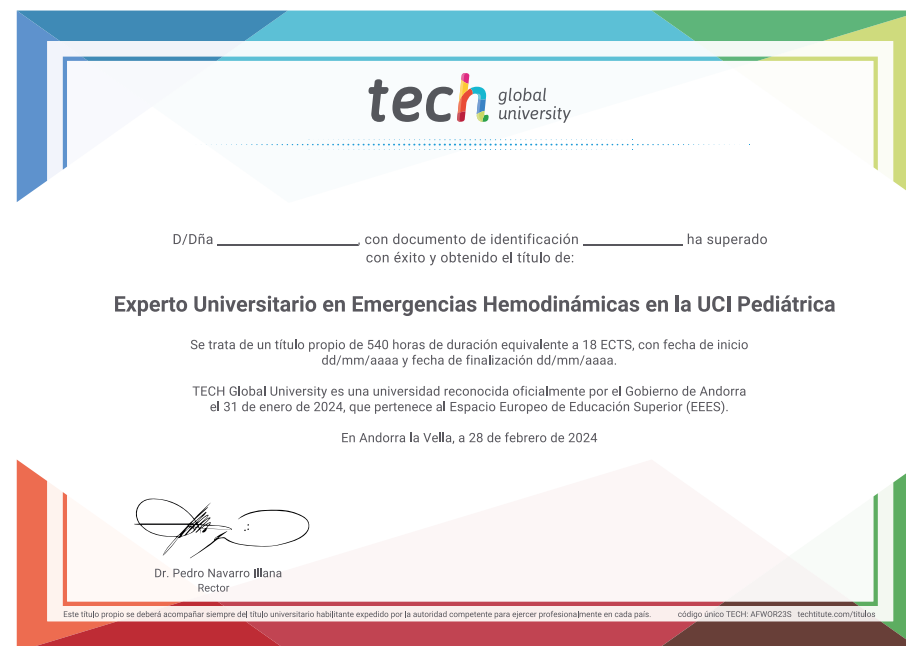 tech global university
D/Dña ____________________, con documento de identificación ______________ ha superado
con éxito y obtenido el título de:
Experto Universitario en Emergencias Hemodinámicas en la UCI Pediátrica
Se trata de un título propio de 540 horas de duración equivalente a 18 ECTS, con fecha de inicio
dd/mm/aaaa y fecha de finalización dd/mm/aaaa.
TECH Global University es una universidad reconocida oficialmente por el Gobierno de Andorra
el 31 de enero de 2024, que pertenece al Espacio Europeo de Educación Superior (EEES).
En Andorra la Vella, a 28 de febrero de 2024
Dr. Pedro Navarro Illana
Rector
Este título propio se deberá acompañar siempre del título universitario habilitante expedido por la autoridad competente para ejercer profesionalmente en cada país. código único TECH: AFWOR23S techtitute.com/titulos